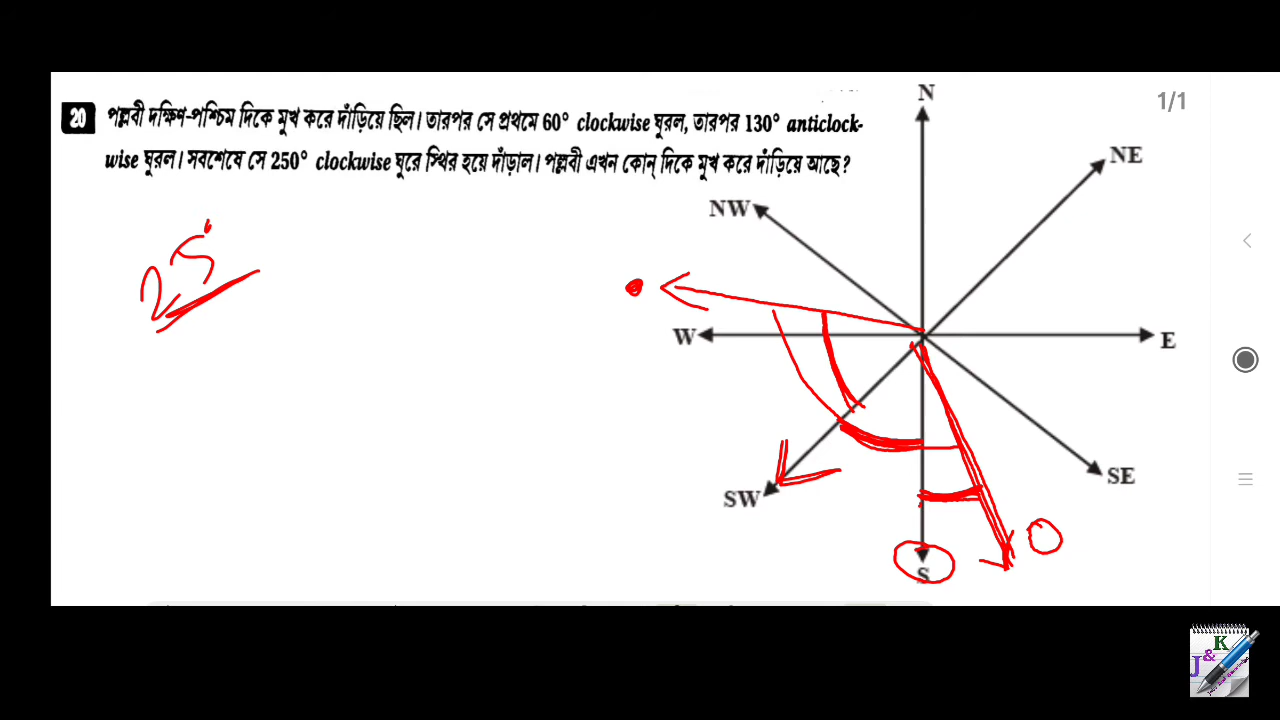 N
1/1
20 পল্লবী দক্ষিণ-পশ্চিম দিকে মুখ করে দাঁড়িয়ে ছিল। তারপর সে প্রথমে 60° clockwise ঘুরল, তারপর 130° anticlock-
wise ঘুরল। সবশেষে সে 250° clockwise ঘুরে স্থির হয়ে দাঁড়াল। পল্লবী এখন কোন্ দিকে মুখ করে দাঁড়িয়ে আছে?
NE
NW
25°
W
E
SE
SW
S
J&K